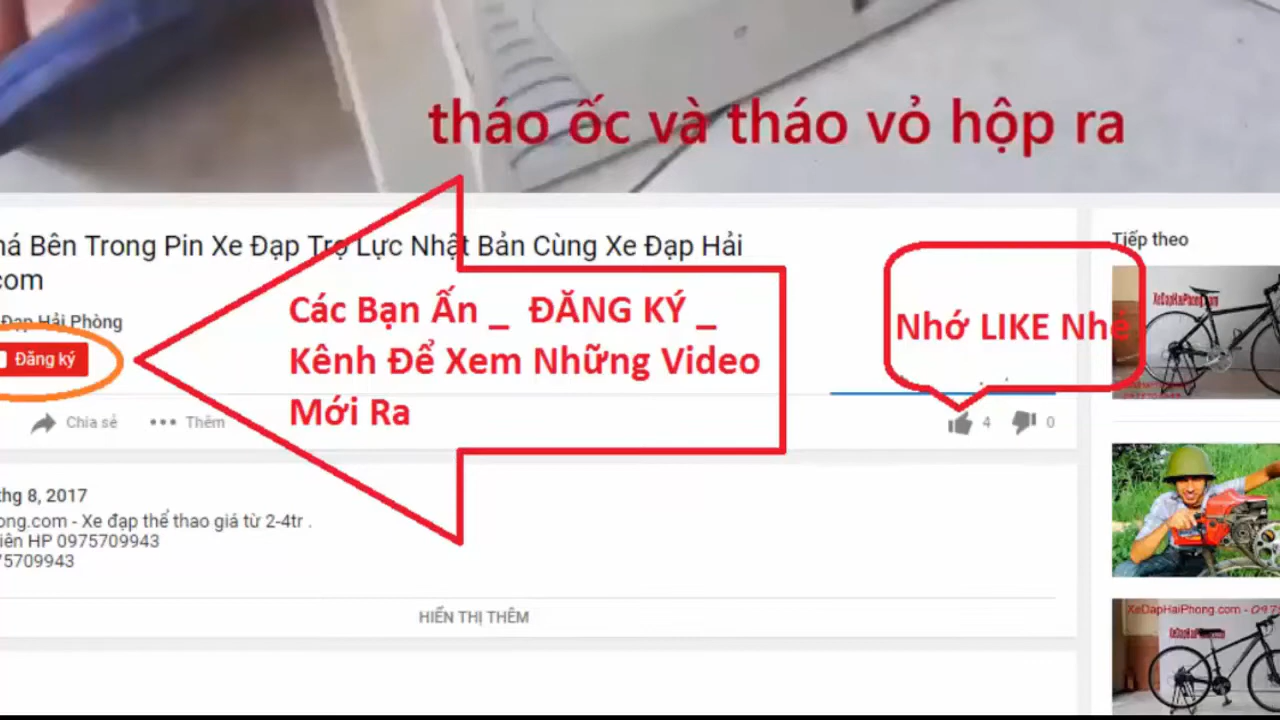 tháo ốc và tháo vỏ hộp ra
á Bên Trong Pin Xe Đạp Trợ Lực Nhật Bản Cùng Xe Đạp Hải
com
Đạp Hải Phòng
Đăng ký
Các Bạn Ấn _ ĐĂNG KÝ _
Kênh Để Xem Những Video
Mới Ra
Nhớ LIKE Nhé
Chia sẻ
Thêm
4
0
thg 8, 2017
ong.com - Xe đạp thể thao giá từ 2-4tr .
iên HP 0975709943
75709943
HIỂN THỊ THÊM
Tiếp theo
XeDapHaiPhong.com
XeDapHaiPhong.com - 097